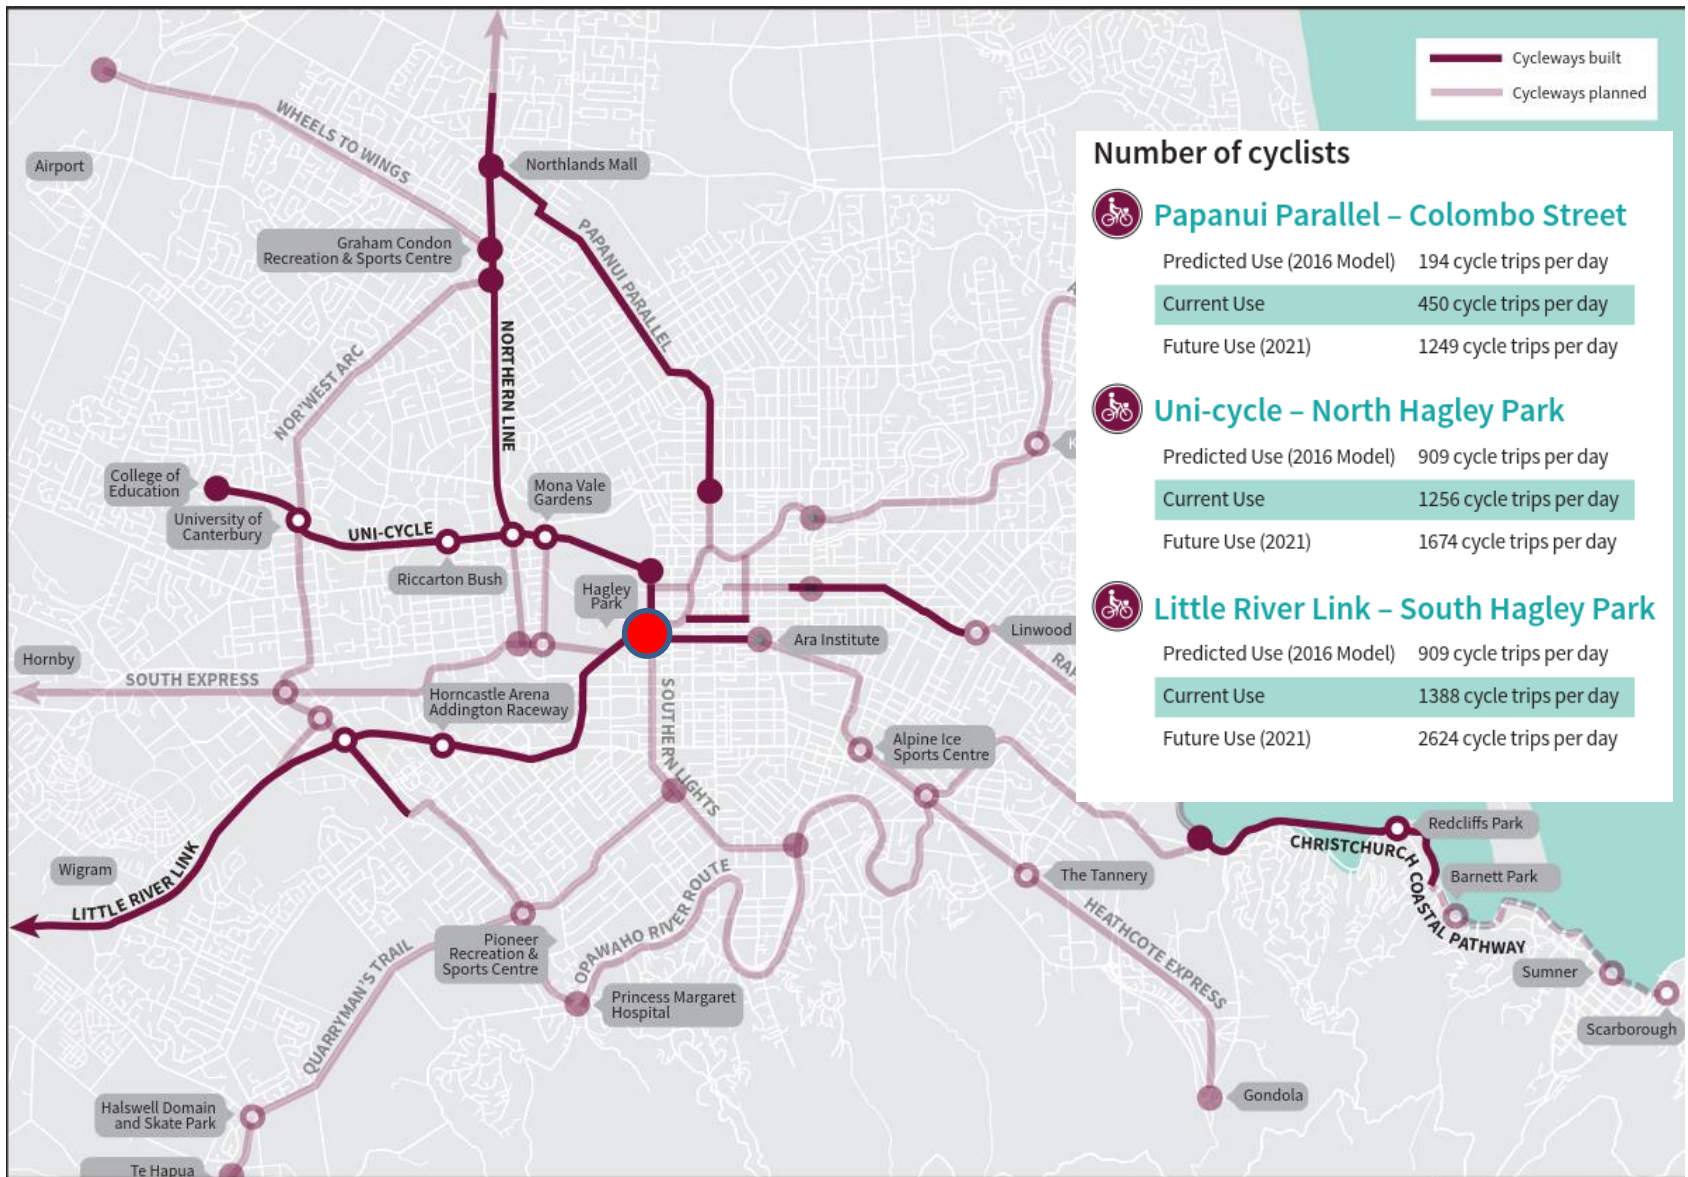 Cycleways built
Cycleways planned
Number of cyclists
Papanui Parallel – Colombo Street
Predicted Use (2016 Model) 194 cycle trips per day
Current Use 450 cycle trips per day
Future Use (2021) 1249 cycle trips per day
Uni-cycle – North Hagley Park
Predicted Use (2016 Model) 909 cycle trips per day
Current Use 1256 cycle trips per day
Future Use (2021) 1674 cycle trips per day
Little River Link – South Hagley Park
Predicted Use (2016 Model) 909 cycle trips per day
Current Use 1388 cycle trips per day
Future Use (2021) 2624 cycle trips per day
WHEELS TO WINGS
Airport
Northlands Mall
Graham Condon
Recreation & Sports Centre
PAPANUI PARALLEL
NORTHERN LINE
NOR'WEST ARC
College of
Education
University of
Canterbury
UNI-CYCLE
Mona Vale
Gardens
Riccarton Bush
Hagley
Park
Ara Institute
Linwood
Hornby
SOUTH EXPRESS
Horncastle Arena
Addington Raceway
SOUTHERN LIGHTS
Alpine Ice
Sports Centre
Wigram
LITTLE RIVER LINK
The Tannery
HEATHCOTE EXPRESS
Redcliffs Park
CHRISTCHURCH COASTAL PATHWAY
Barnett Park
Sumner
Scarborough
Pioneer
Recreation &
Sports Centre
OPAWAHO RIVER ROUTE
QUARRYMAN'S TRAIL
Princess Margaret
Hospital
Gondola
Halswell Domain
and Skate Park
Te Hapua